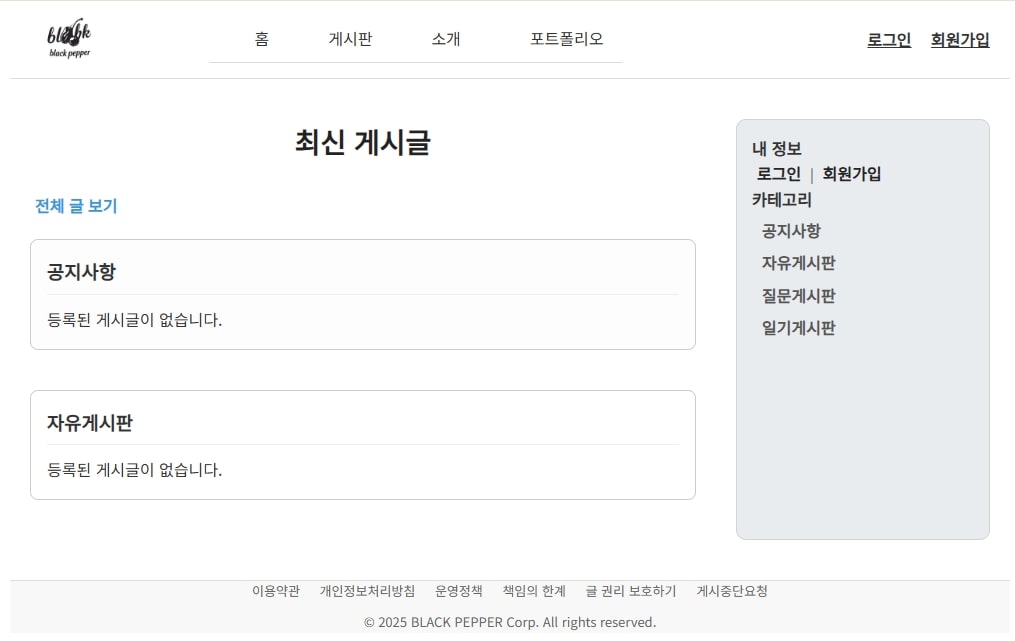 black pepper
홈 게시판 소개 포트폴리오 로그인 회원가입
최신 게시글
전체 글 보기
공지사항
등록된 게시글이 없습니다.
자유게시판
등록된 게시글이 없습니다.
내 정보
로그인 | 회원가입
카테고리
공지사항
자유게시판
질문게시판
일기게시판
이용약관 개인정보처리방침 운영정책 책임의 한계 글 권리 보호하기 게시중단요청
© 2025 BLACK PEPPER Corp. All rights reserved.